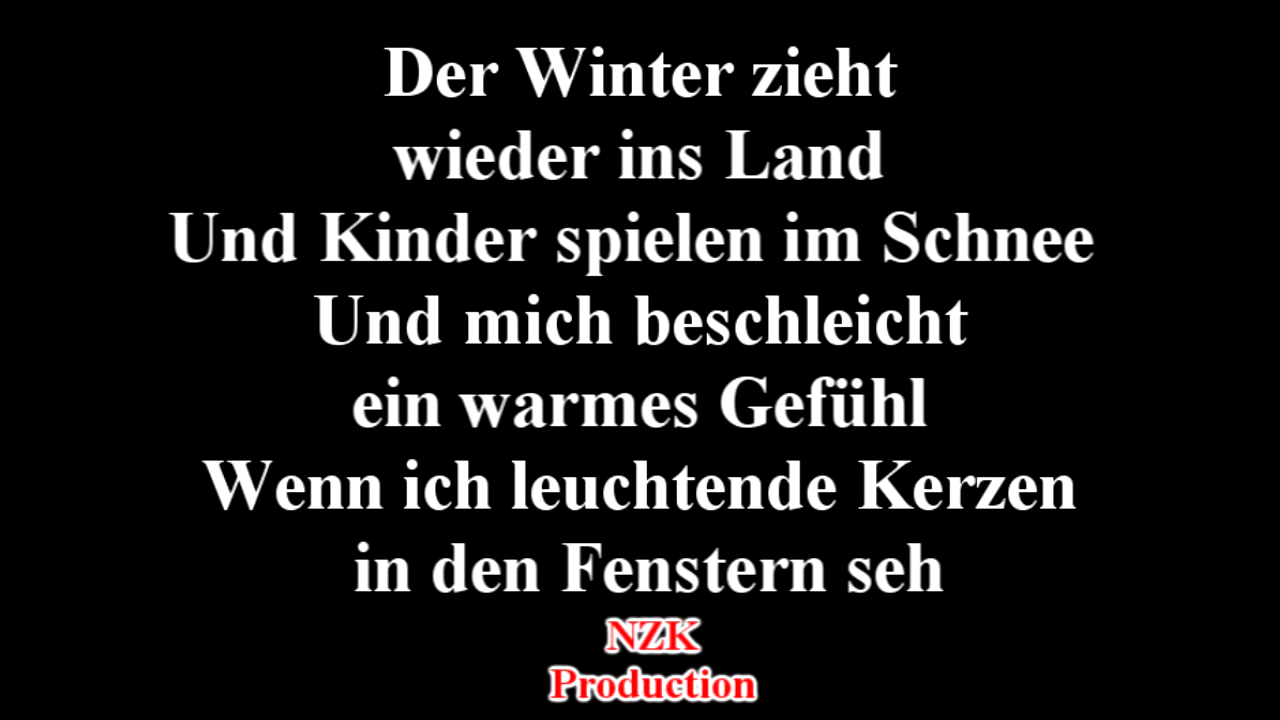 Der Winter zieht
wieder ins Land
Und Kinder spielen im Schnee
Und mich beschleicht
ein warmes Gefühl
Wenn ich leuchtende Kerzen
in den Fenstern seh
NZK
Production